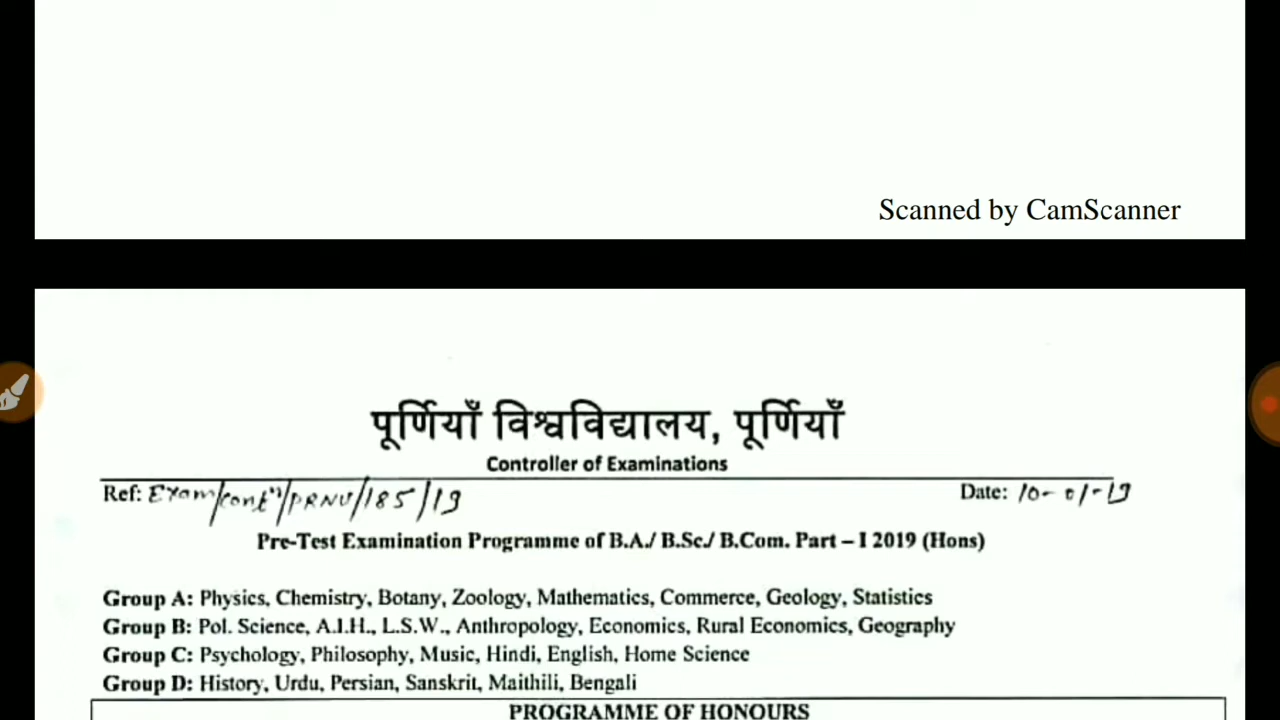 Scanned by CamScanner
पूर्णियाँ विश्वविद्यालय, पूर्णियाँ
Controller of Examinations
Ref: Exam/cont"/PRNU/185/19 Date: 10-01-19
Pre-Test Examination Programme of B.A./ B.Sc./ B.Com. Part – I 2019 (Hons)
Group A: Physics, Chemistry, Botany, Zoology, Mathematics, Commerce, Geology, Statistics
Group B: Pol. Science, A.I.H., L.S.W., Anthropology, Economics, Rural Economics, Geography
Group C: Psychology, Philosophy, Music, Hindi, English, Home Science
Group D: History, Urdu, Persian, Sanskrit, Maithili, Bengali
PROGRAMME OF HONOURS